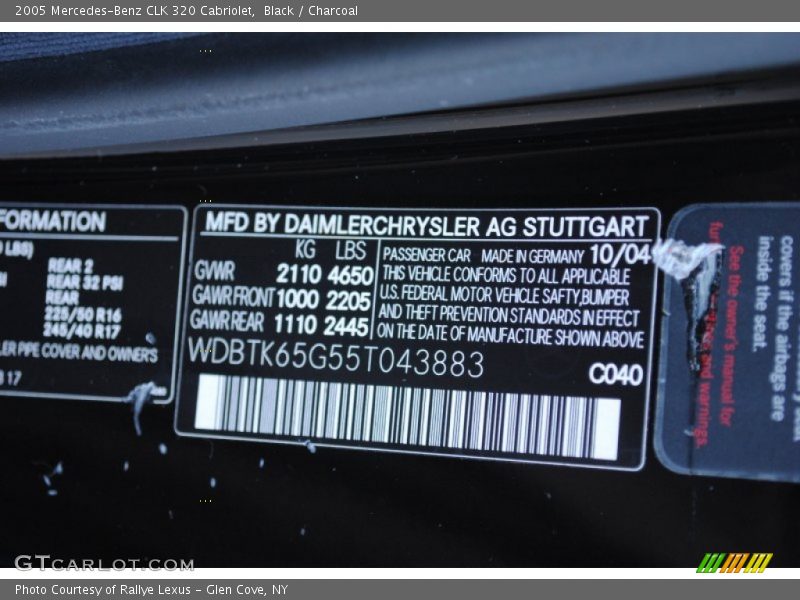 2005 Mercedes-Benz CLK 320 Cabriolet,  Black / Charcoal
FORMATION
LBS)
REAR 2
REAR 32 PSI
REAR
225/50 R16
245/40 R17
PIPE COVER AND OWNER'S
17
MFD BY DAIMLERCHRYSLER AG STUTTGART
KG LBS
GVWR 2110 4650
GAWR FRONT 1000 2205
GAWR REAR 1110 2445
PASSENGER CAR MADE IN GERMANY 10/04
THIS VEHICLE CONFORMS TO ALL APPLICABLE
U.S. FEDERAL MOTOR VEHICLE SAFTY,BUMPER
AND THEFT PREVENTION STANDARDS IN EFFECT
ON THE DATE OF MANUFACTURE SHOWN ABOVE
WDBTK65G55T043883
C040
covers if the airbags are
inside the seat.
See the owner's manual for
warnings.
GTcarlot.com
Photo Courtesy of Rallye Lexus - Glen Cove, NY